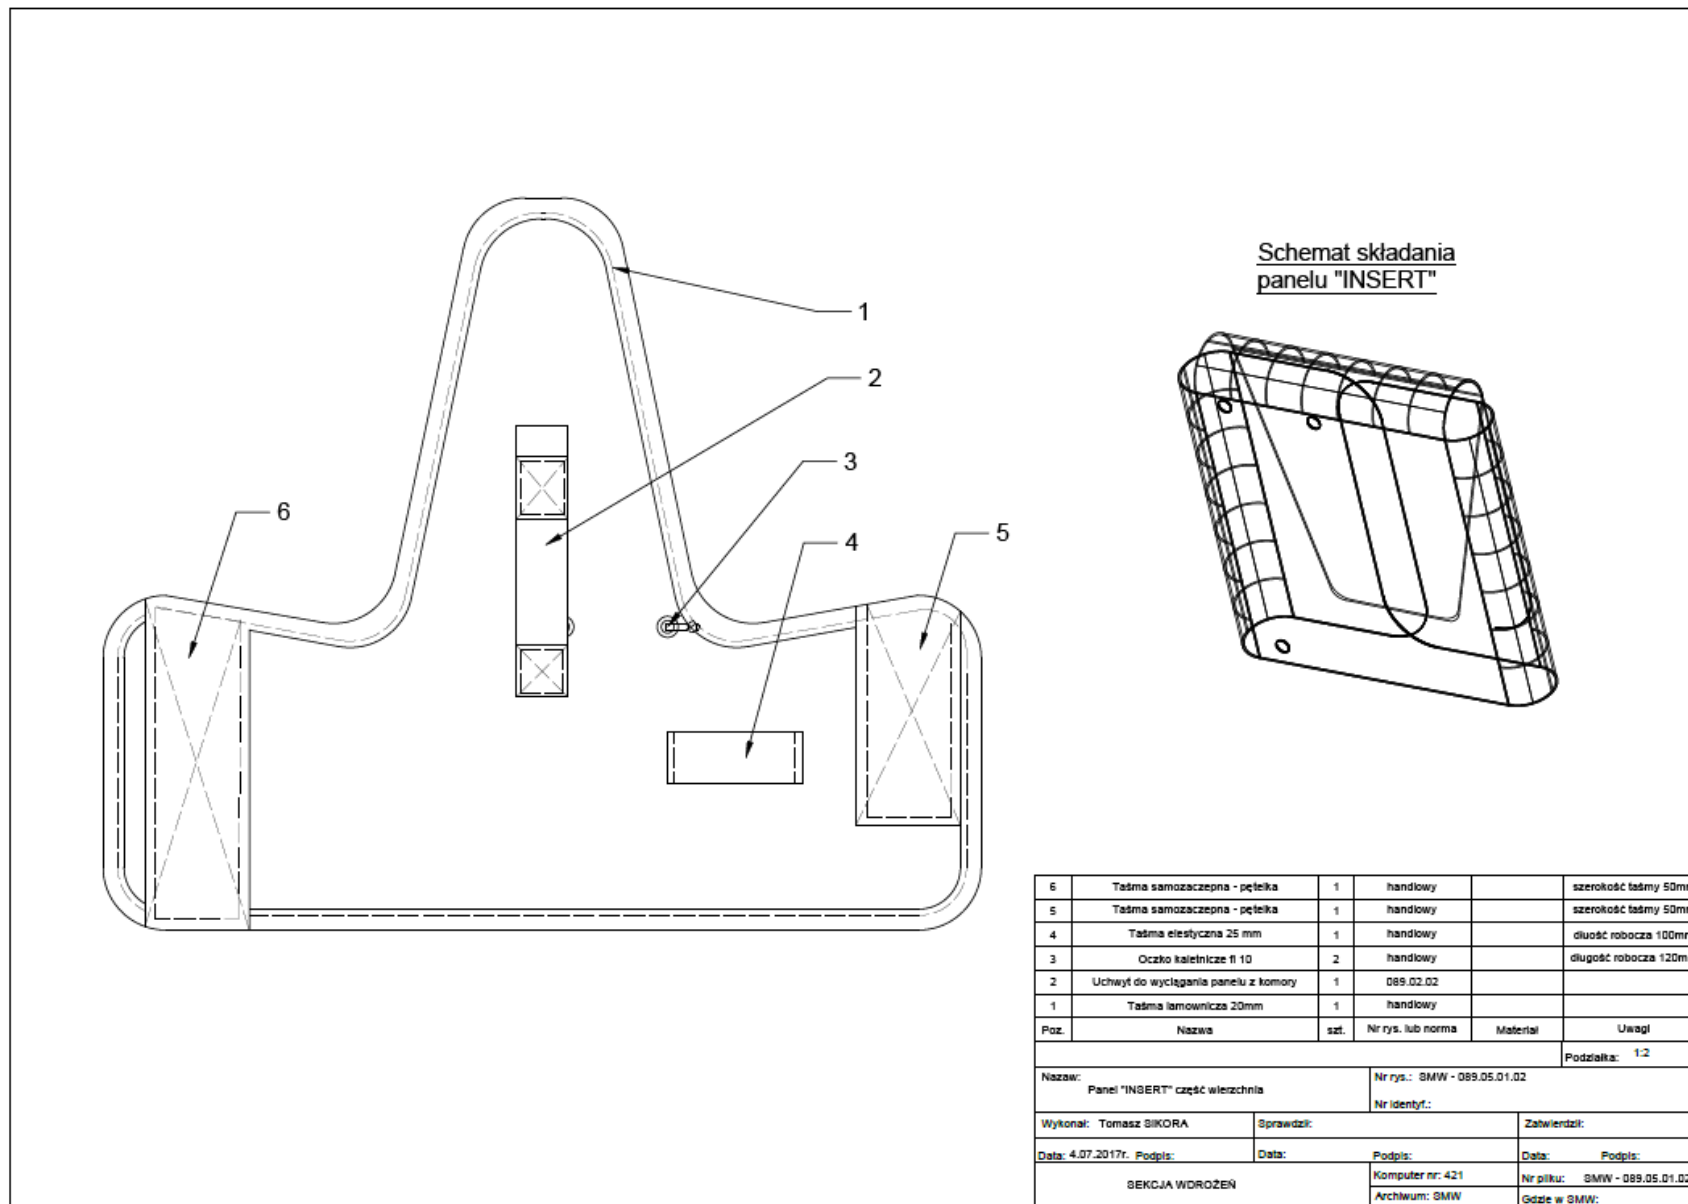 Schemat składania
panelu "INSERT"
1
2
3
4
5
6
6 Taśma samozaczepna - pętelka 1 handlowy szerokość taśmy 50mm
5 Taśma samozaczepna - pętelka 1 handlowy szerokość taśmy 50mm
4 Taśma elestyczna 25 mm 1 handlowy dłuość robocza 100mm
3 Oczko kaletnicze fi 10 2 handlowy długość robocza 120m
2 Uchwyt do wyciągania panelu z komory 1 089.02.02
1 Taśma lamownicza 20mm 1 handlowy
Poz. Nazwa szt. Nr rys. lub norma Materiał Uwagi
Podziałka: 1:2
Nazaw: Nr rys.: SMW - 089.05.01.02
Panel "INSERT" część wierzchnia
Nr identyf.:
Wykonał: Tomasz SIKORA Sprawdził: Zatwierdził:
Data: 4.07.2017r. Podpis: Data: Podpis: Data: Podpis:
SEKCJA WDROŻEŃ Komputer nr: 421 Nr pliku: SMW - 089.05.01.02
Archiwum: SMW Gdzie w SMW: